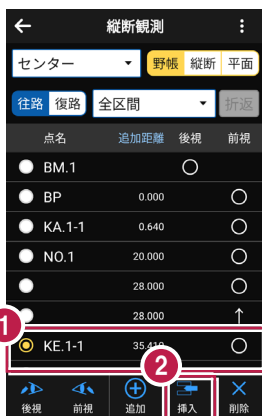 ← 縦断観測
センター ▼ 野帳 縦断 平面
往路 復路 全区間 ▼ 折返
点名 追加距離 後視 前視
BM.1 ○
BP 0.000 ○
KA.1-1 0.640 ○
NO.1 20.000 ○
28.000 ○
28.000 ↑
1
KE.1-1 35.410 ○
2
後視 前視 追加 挿入 削除